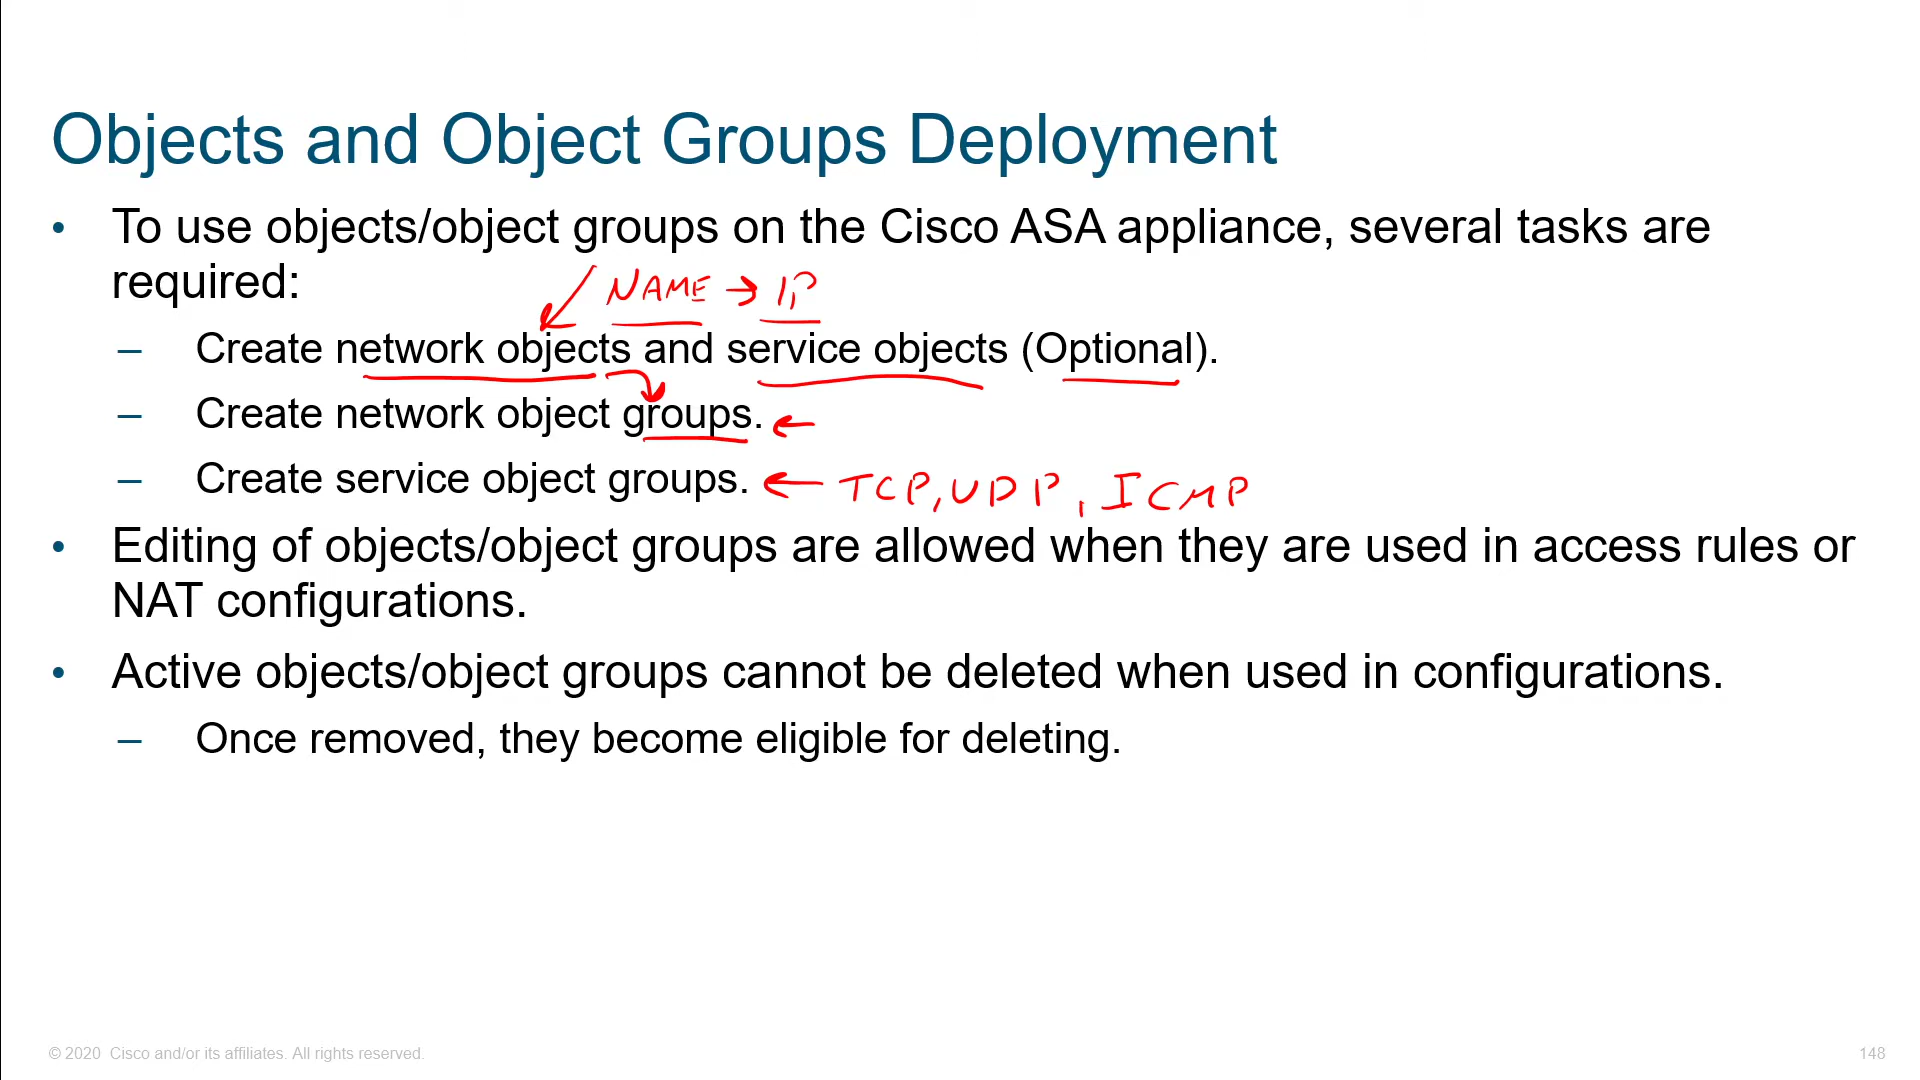 Objects and Object Groups Deployment
• To use objects/object groups on the Cisco ASA appliance, several tasks are
required:
NAME → IP
– Create network objects and service objects (Optional).
– Create network object groups. ←
– Create service object groups. ← TCP, UDP, ICMP
• Editing of objects/object groups are allowed when they are used in access rules or
NAT configurations.
• Active objects/object groups cannot be deleted when used in configurations.
– Once removed, they become eligible for deleting.
© 2020 Cisco and/or its affiliates. All rights reserved.
148